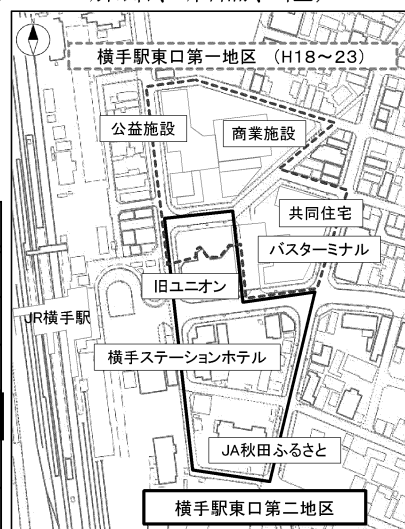 横手駅東口第一地区 (H18～23)
公益施設
商業施設
共同住宅
バスターミナル
旧ユニオン
JR横手駅
横手ステーションホテル
JA秋田ふるさと
横手駅東口第二地区